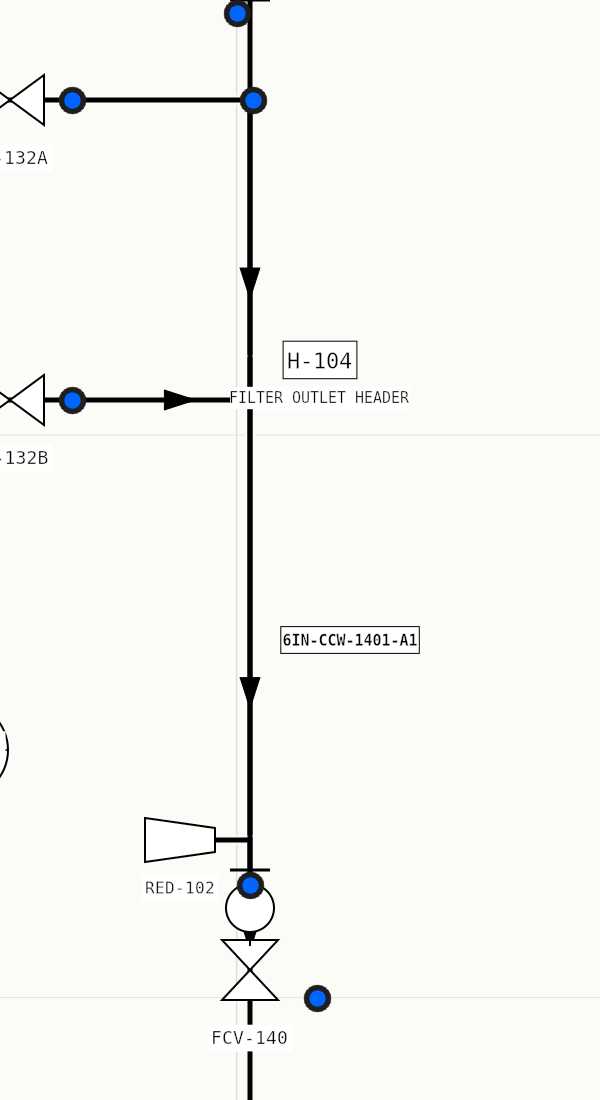 -132A
H-104
FILTER OUTLET HEADER
-132B
6IN-CCW-1401-A1
RED-102
FCV-140